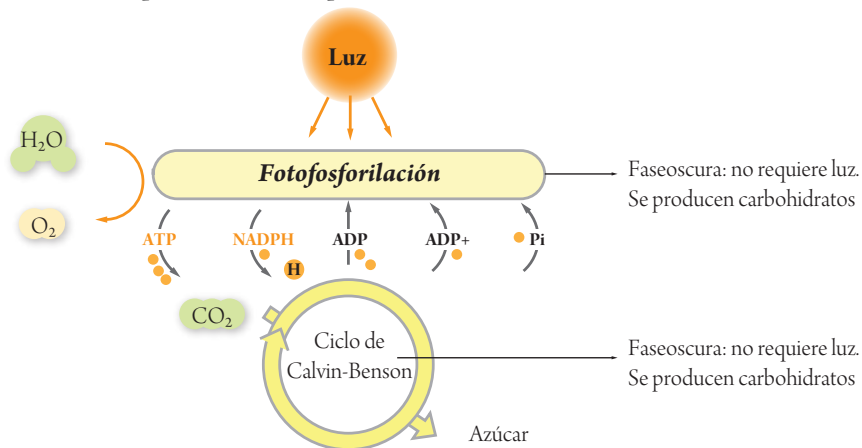 Luz
H₂O
Fotofosforilación
Faseoscura: no requiere luz.
Se producen carbohidratos
O₂
ATP
NADPH
ADP
ADP+
Pi
H
CO₂
Ciclo de
Calvin-Benson
Faseoscura: no requiere luz.
Se producen carbohidratos
Azúcar